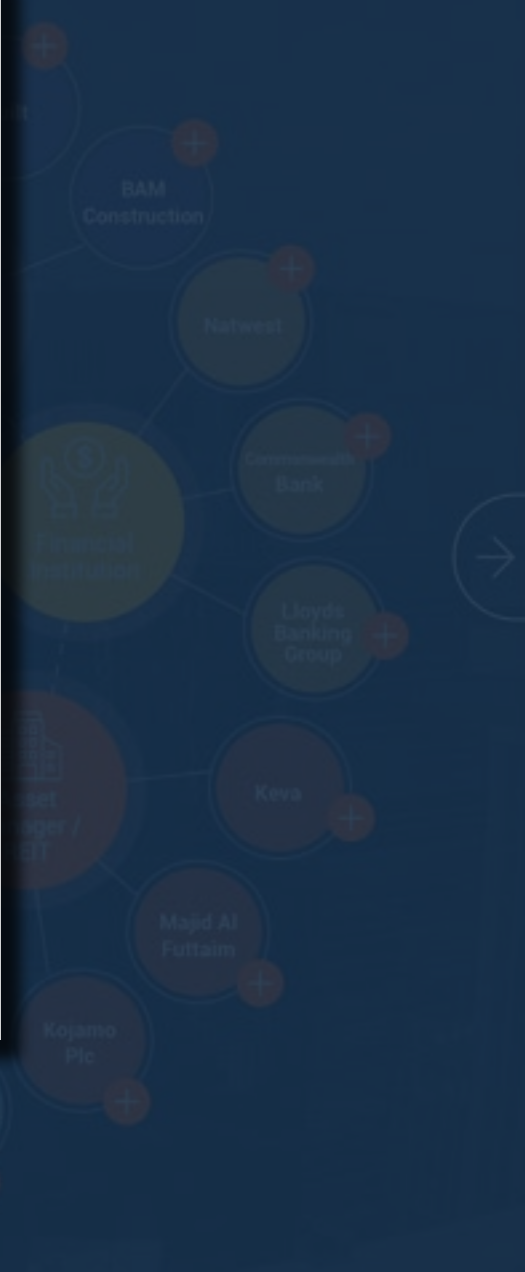 BAM
Construction
Natwest
Commonwealth
Bank
Financial
Institution
Lloyds
Banking
Group
Keva
Majid Al
Futtaim
Kojamo
Plc